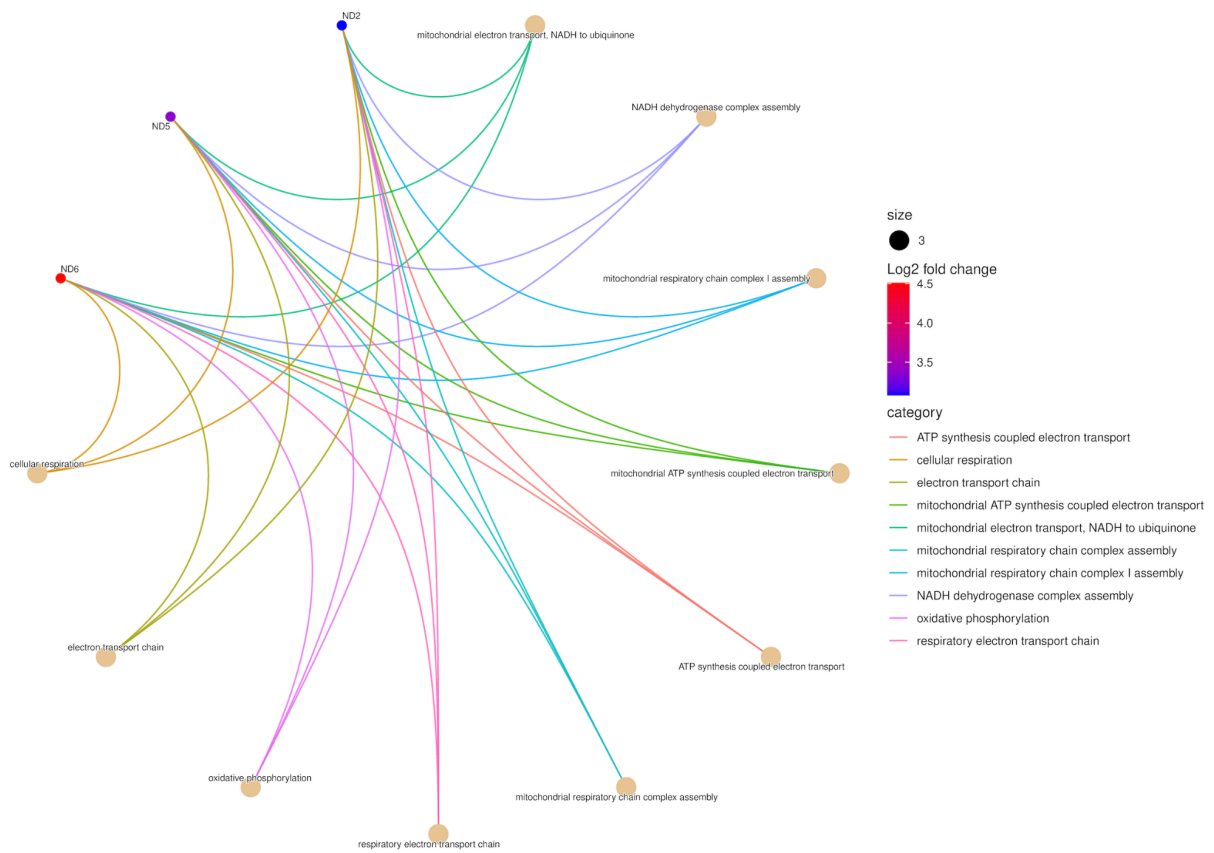 ND2
mitochondrial electron transport, NADH to ubiquinone
NADH dehydrogenase complex assembly
ND5
ND6
mitochondrial respiratory chain complex I assembly
cellular respiration
mitochondrial ATP synthesis coupled electron transport
electron transport chain
ATP synthesis coupled electron transport
oxidative phosphorylation
mitochondrial respiratory chain complex assembly
respiratory electron transport chain
size
3
Log2 fold change
4.5
4.0
3.5
category
ATP synthesis coupled electron transport
cellular respiration
electron transport chain
mitochondrial ATP synthesis coupled electron transport
mitochondrial electron transport, NADH to ubiquinone
mitochondrial respiratory chain complex assembly
mitochondrial respiratory chain complex I assembly
NADH dehydrogenase complex assembly
oxidative phosphorylation
respiratory electron transport chain